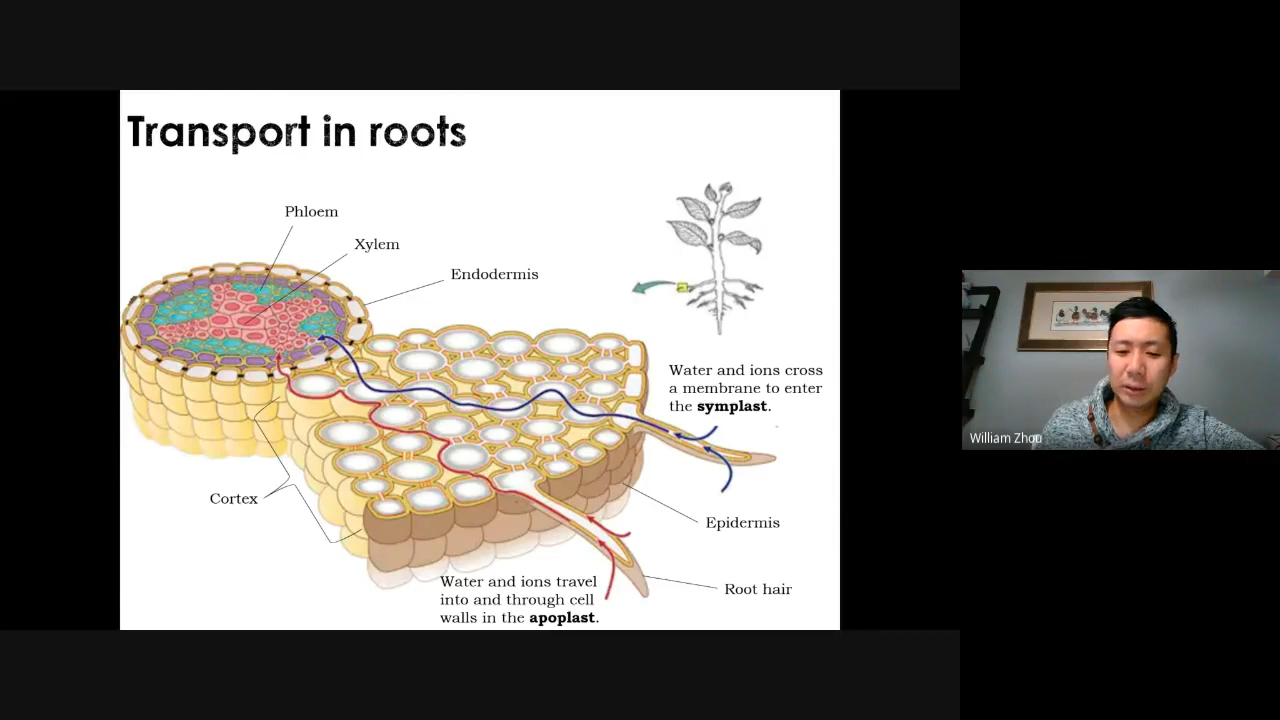 Transport in roots
Phloem
Xylem
Endodermis
Water and ions cross
a membrane to enter
the symplast.
William Zhou
Cortex
Epidermis
Water and ions travel
into and through cell
walls in the apoplast.
Root hair